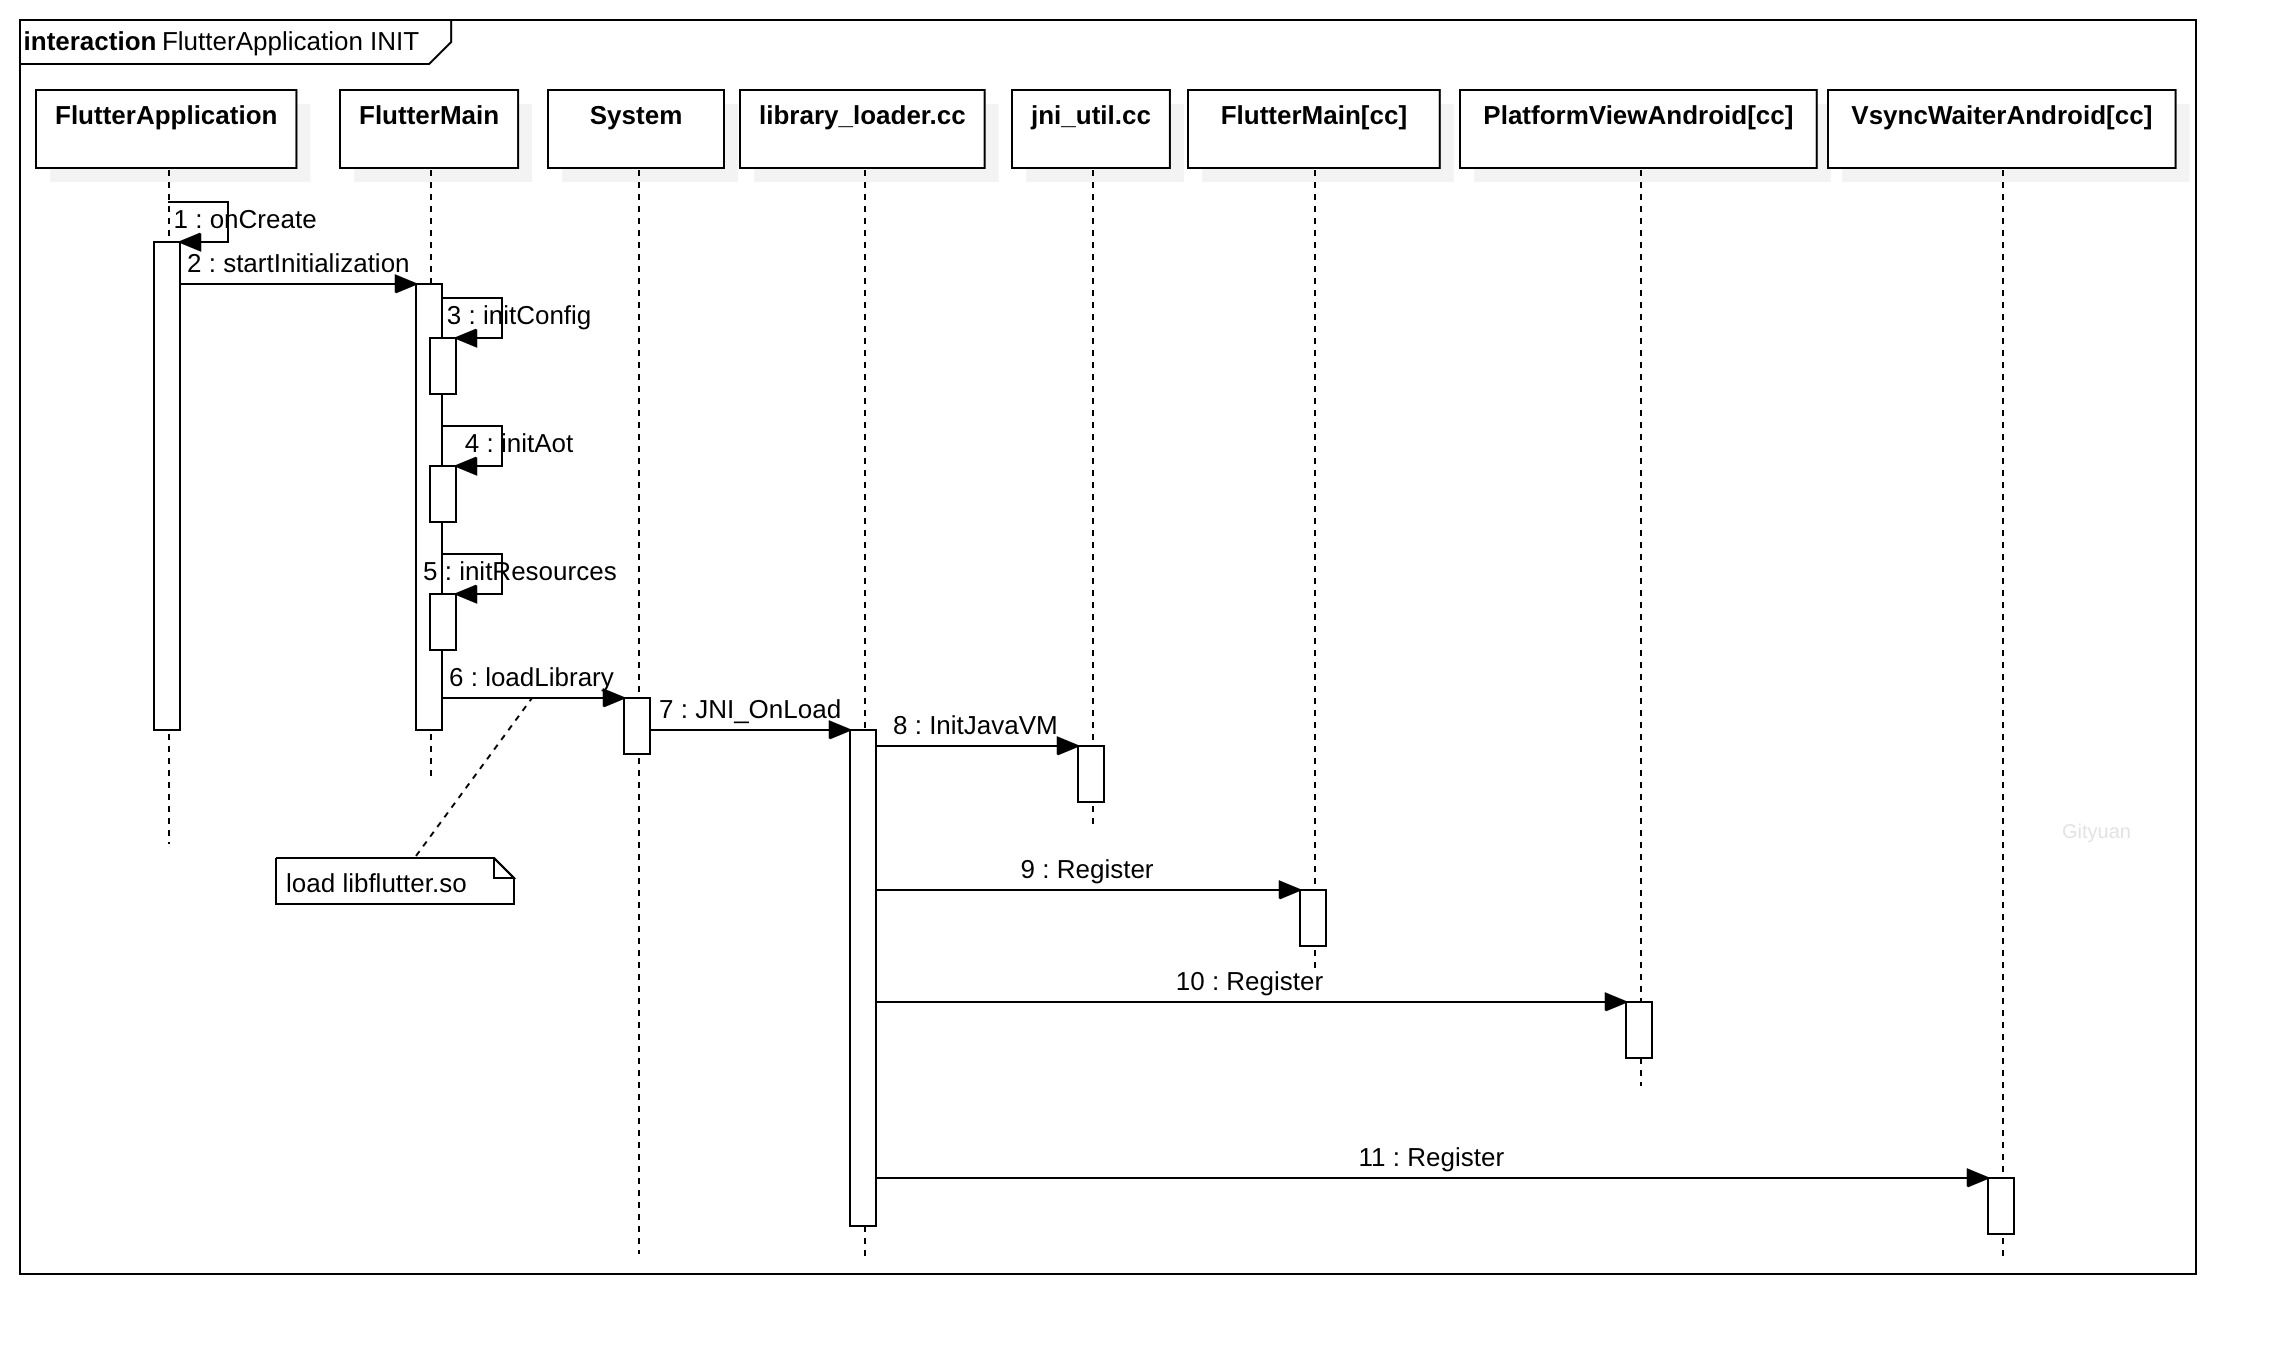 interaction FlutterApplication INIT
FlutterApplication
FlutterMain
System
library_loader.cc
jni_util.cc
FlutterMain[cc]
PlatformViewAndroid[cc]
VsyncWaiterAndroid[cc]
1 : onCreate
2 : startInitialization
3 : initConfig
4 : initAot
5 : initResources
6 : loadLibrary
7 : JNI_OnLoad
8 : InitJavaVM
Gityuan
9 : Register
load libflutter.so
10 : Register
11 : Register